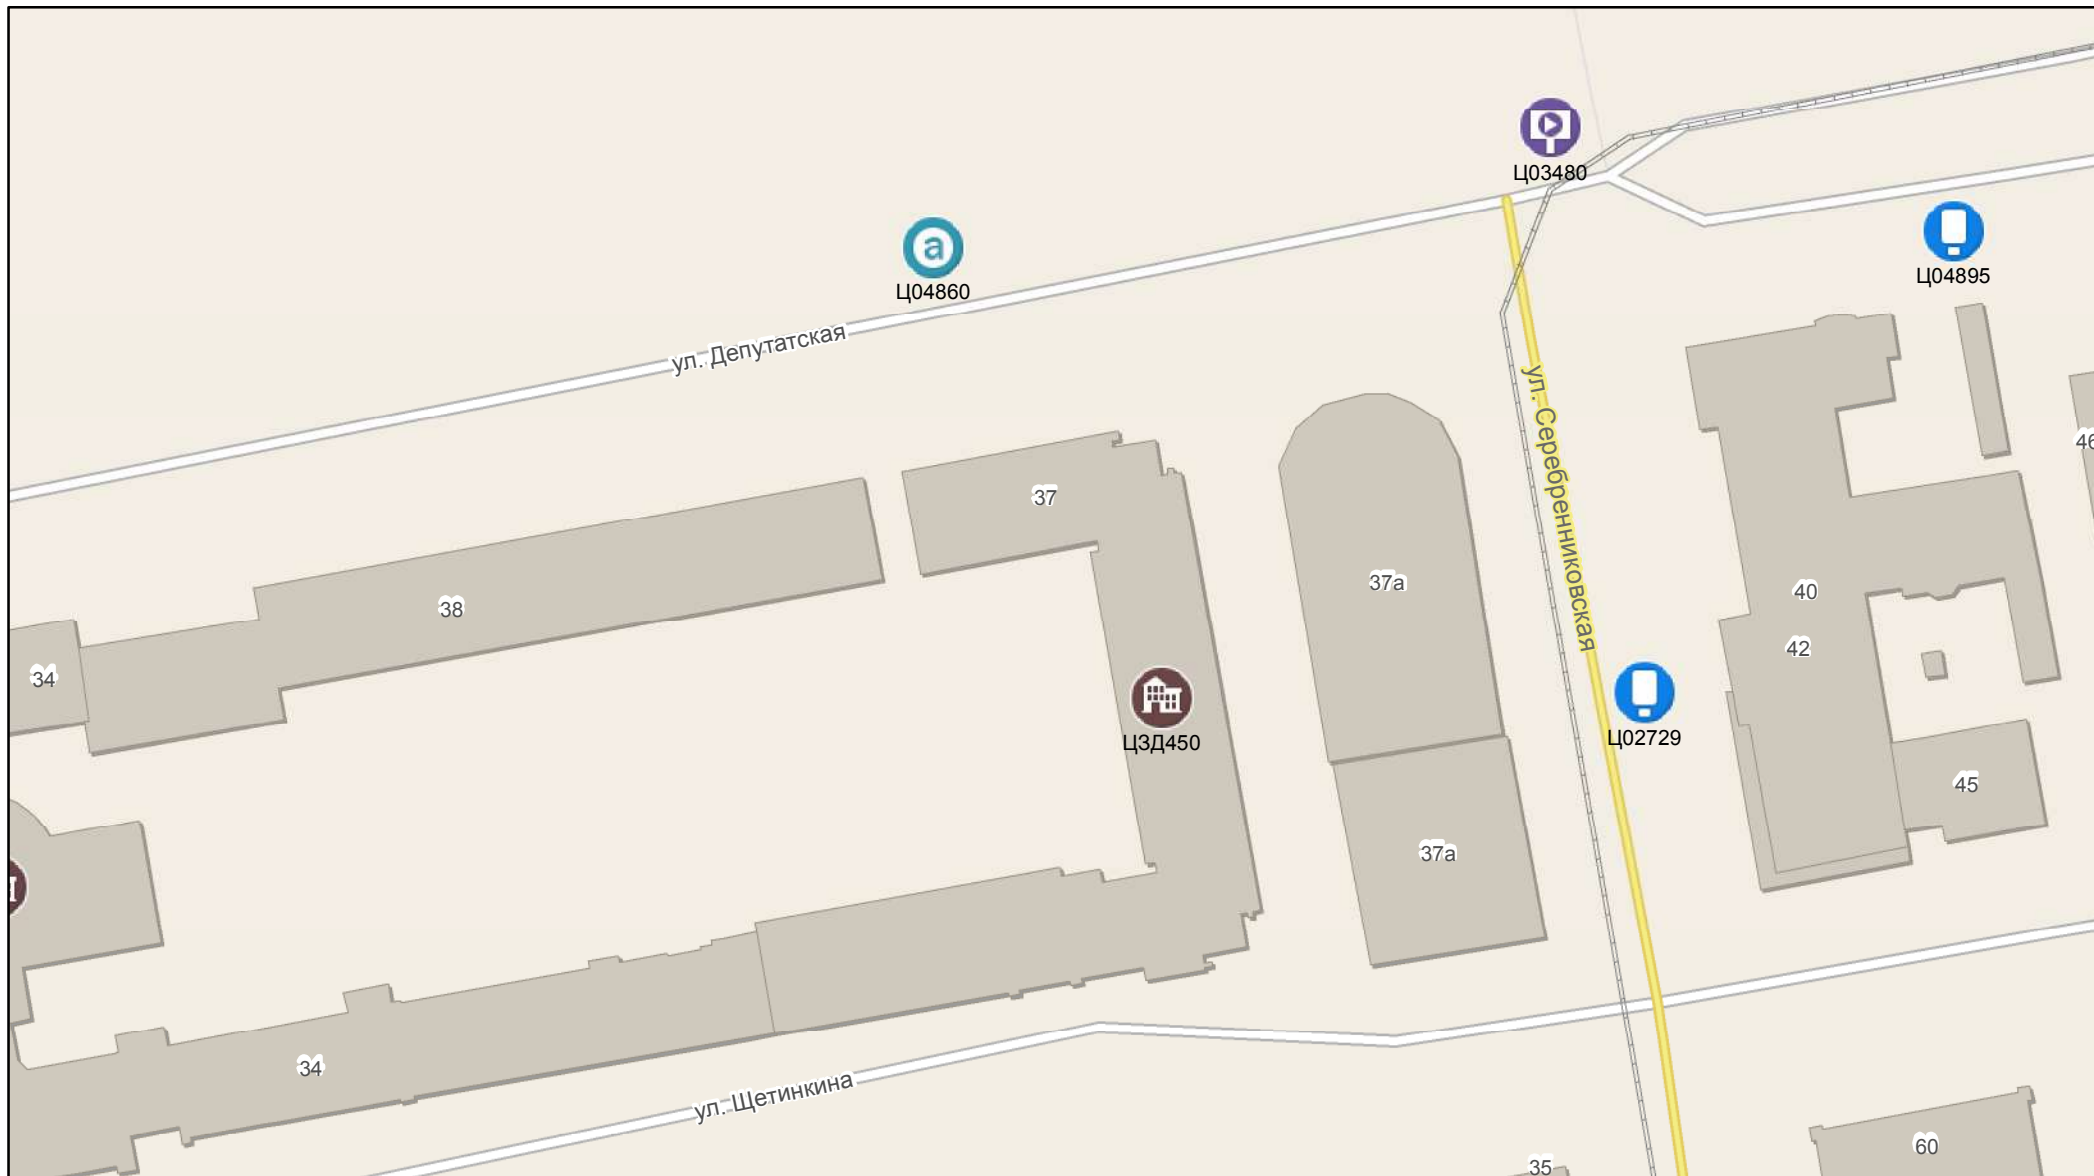 Ц03480
Ц04895
a
Ц04860
ул. Депутатская
ул. Серебренниковская
46
37
37а
38
40
42
34
ЦЗД450
Ц02729
45
37а
34
ул. Щетинкина
60
35